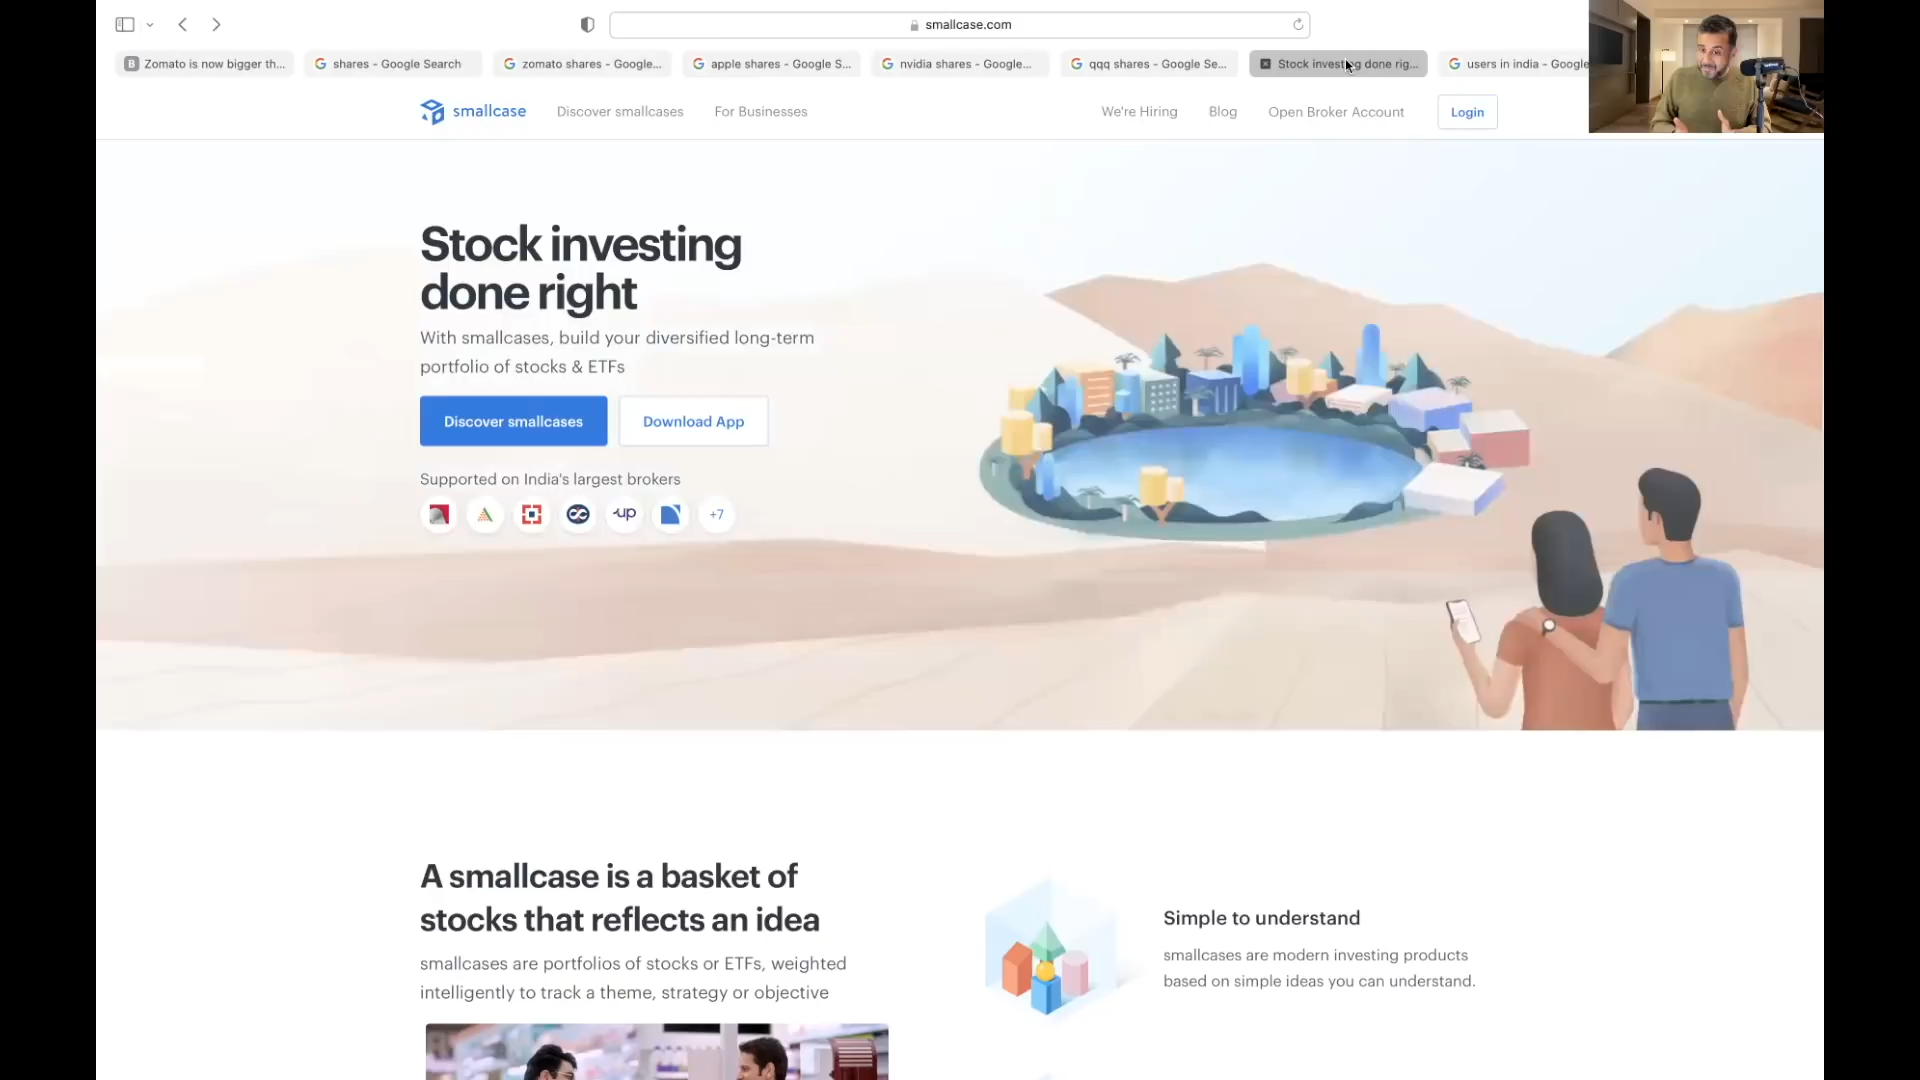 smallcase.com
Zomato is now bigger th...
shares - Google Search
zomato shares - Google...
apple shares - Google S...
nvidia shares - Google...
qqq shares - Google Se...
Stock investing done rig...
users in india - Google
smallcase
Discover smallcases
For Businesses
We're Hiring
Blog
Open Broker Account
Login
Stock investing
done right
With smallcases, build your diversified long-term
portfolio of stocks & ETFs
Discover smallcases
Download App
Supported on India's largest brokers
up
+7
A smallcase is a basket of
stocks that reflects an idea
smallcases are portfolios of stocks or ETFs, weighted
intelligently to track a theme, strategy or objective
Simple to understand
smallcases are modern investing products
based on simple ideas you can understand.